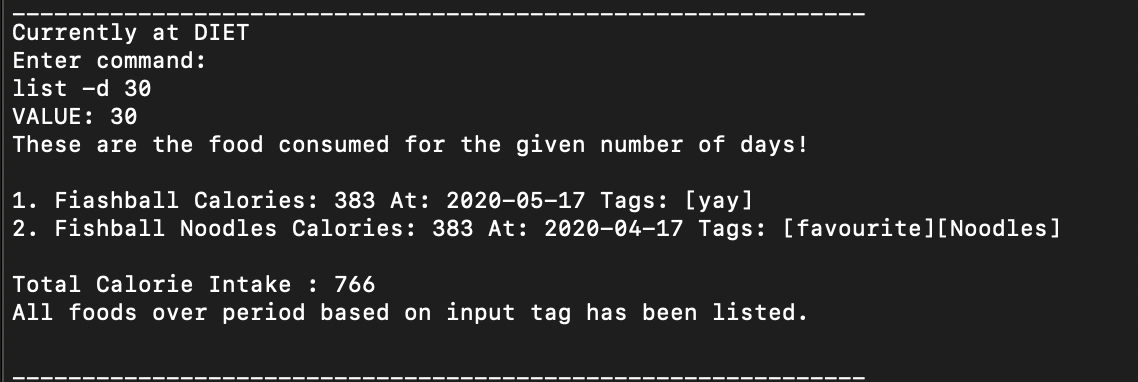 Currently at DIET
Enter command:
list -d 30
VALUE: 30
These are the food consumed for the given number of days!
1. Fiashball Calories: 383 At: 2020-05-17 Tags: [yay]
2. Fishball Noodles Calories: 383 At: 2020-04-17 Tags: [favourite][Noodles]
Total Calorie Intake : 766
All foods over period based on input tag has been listed.